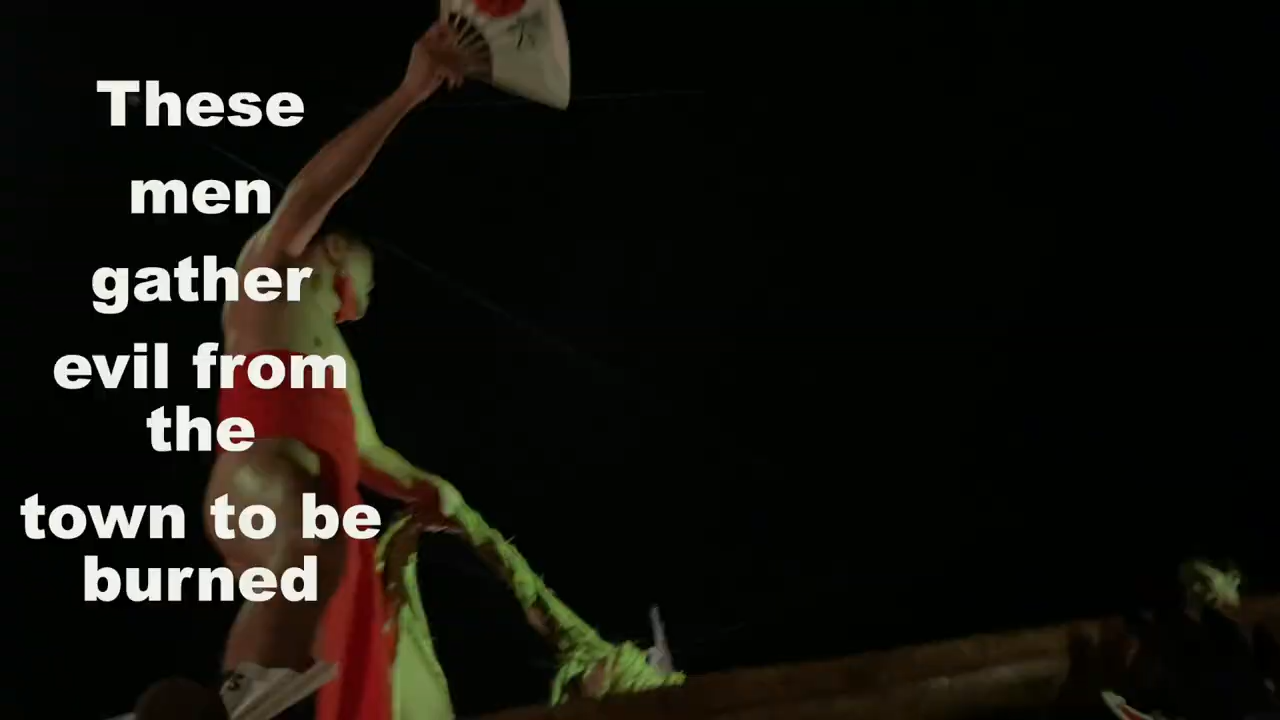 These
men
gather
evil from
the
town to be
burned